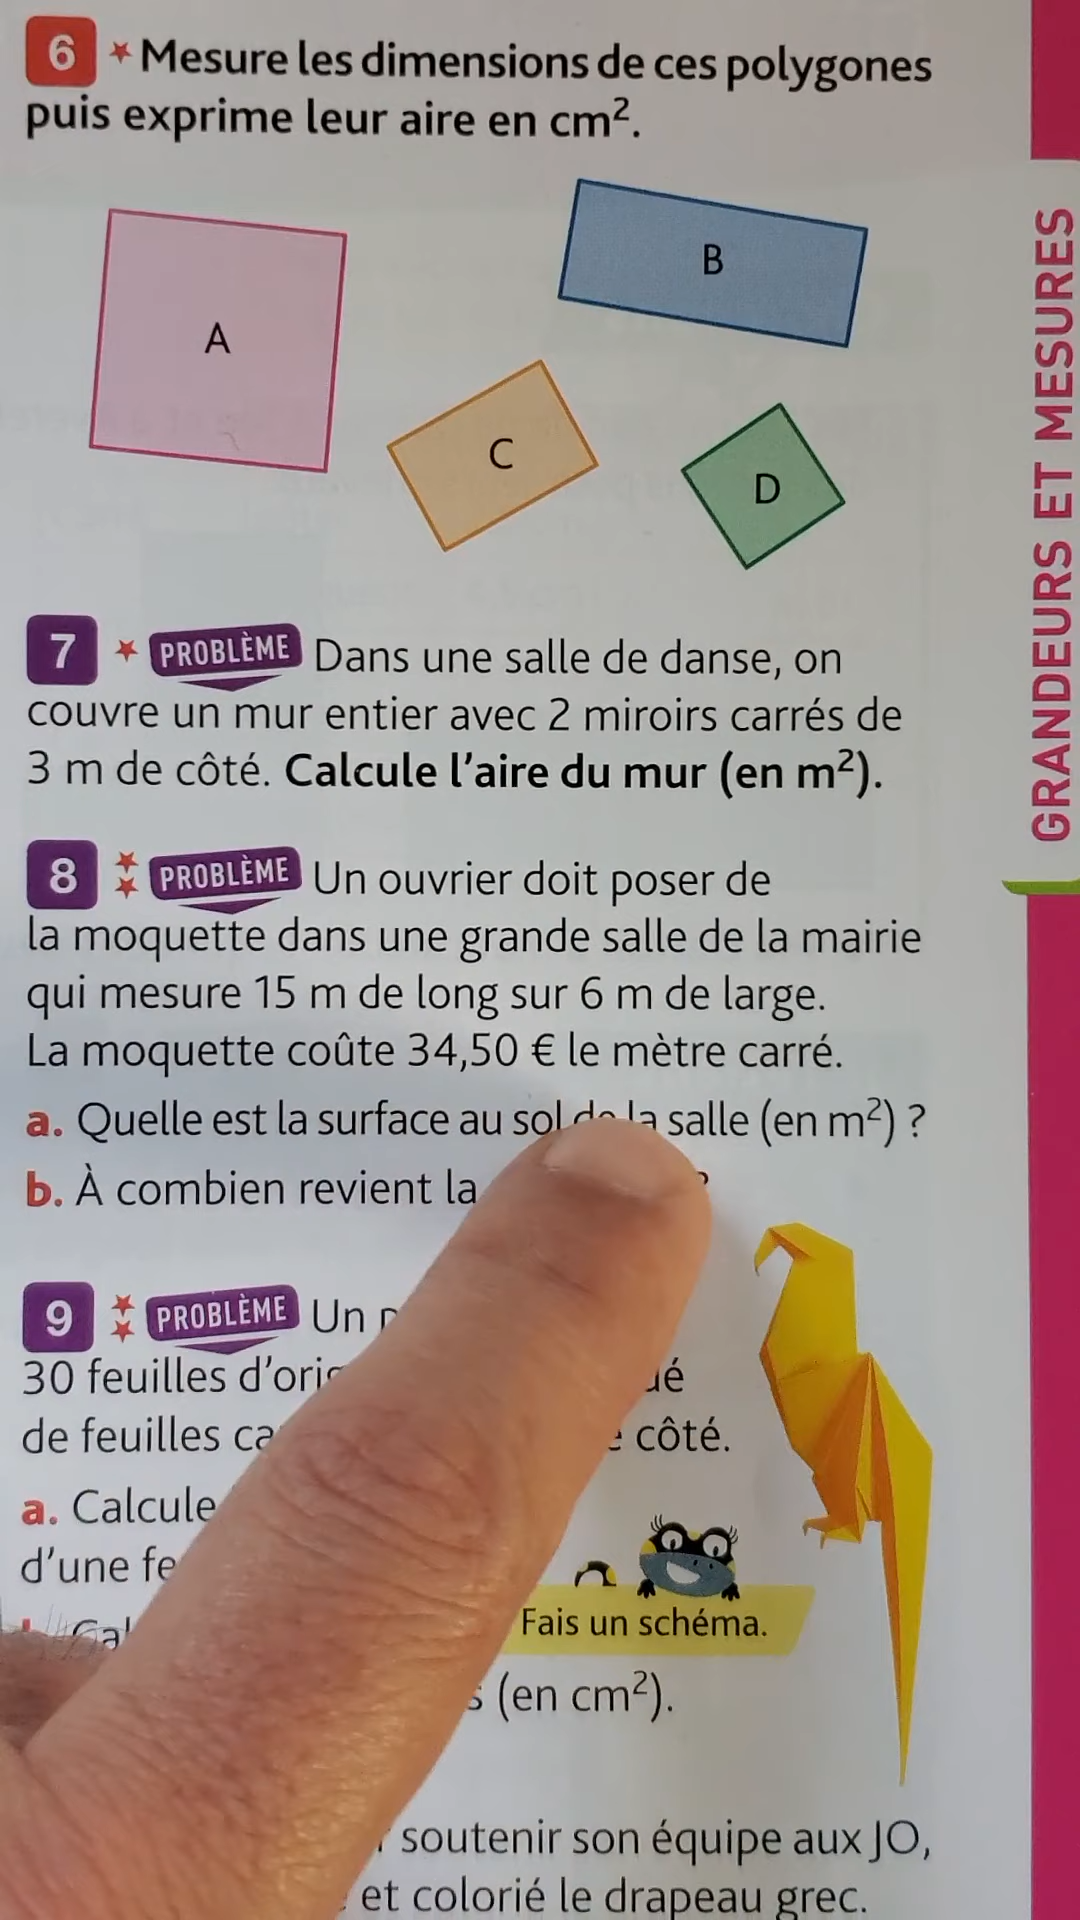 6 * Mesure les dimensions de ces polygones
puis exprime leur aire en cm².
A
B
C
D
GRANDEURS ET MESURES
7 * PROBLÈME Dans une salle de danse, on
couvre un mur entier avec 2 miroirs carrés de
3 m de côté. Calcule l'aire du mur (en m²).
8 ** PROBLÈME Un ouvrier doit poser de
la moquette dans une grande salle de la mairie
qui mesure 15 m de long sur 6 m de large.
La moquette coûte 34,50 € le mètre carré.
a. Quelle est la surface au sol de la salle (en m²) ?
b. À combien revient la ?
9 ** PROBLÈME Un
30 feuilles
de feuilles côté.
a. Calcule
d'une
Fais un schéma.
(en cm²).
soutenir son équipe aux JO,
et colorié le drapeau grec.